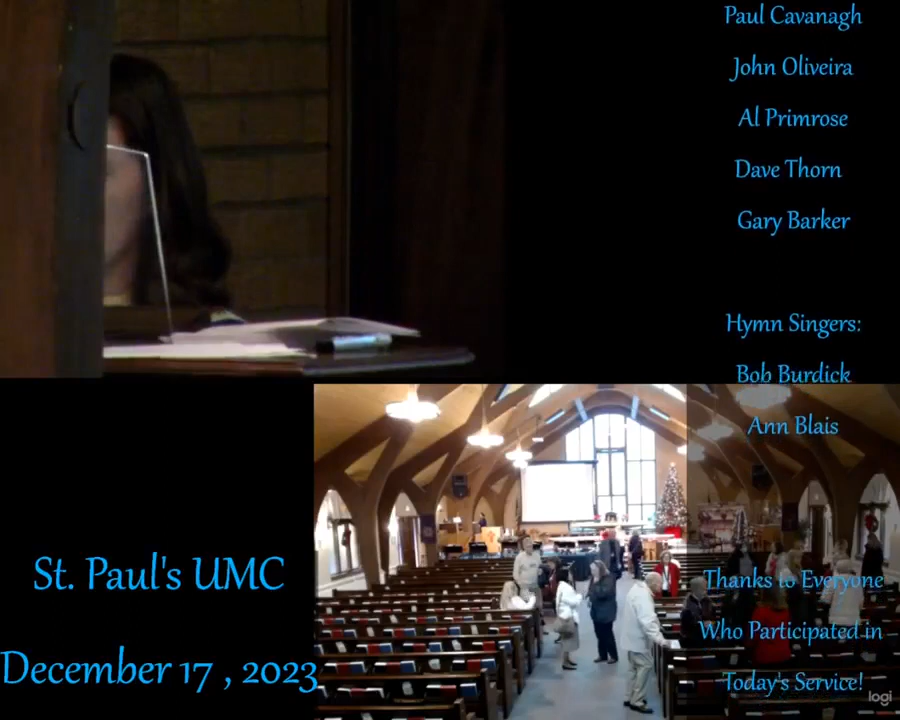 Paul Cavanagh
John Oliveira
Al Primrose
Dave Thorn
Gary Barker
Hymn Singers:
Bob Burdick
Ann Blais
St. Paul's UMC
December 17 , 2023
Thanks to Everyone
Who Participated in
Today's Service!
logi